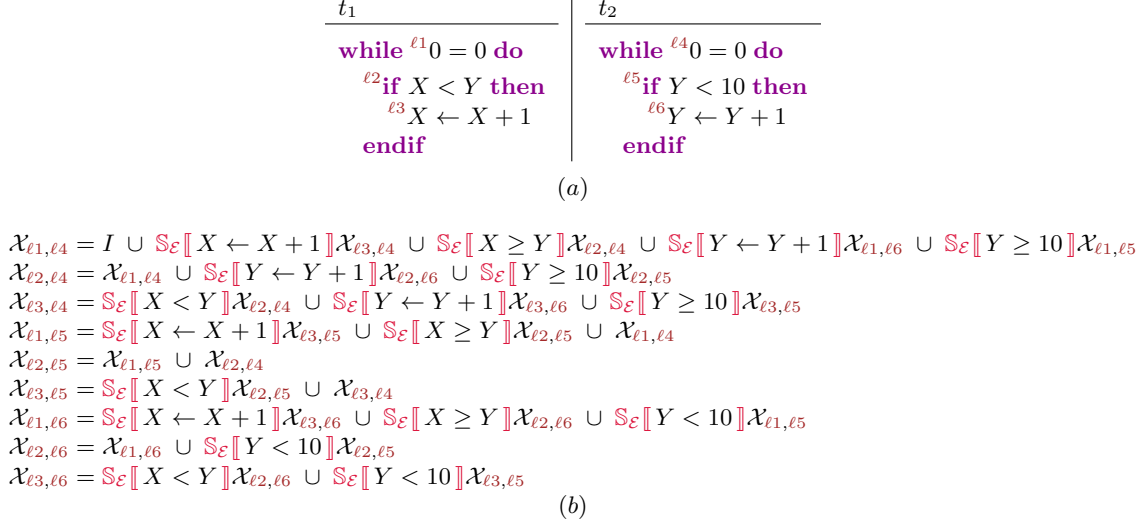 t₁ t₂
while ℓ1 0 = 0 do while ℓ4 0 = 0 do
ℓ2 if X < Y then ℓ5 if Y < 10 then
ℓ3 X ← X + 1 ℓ6 Y ← Y + 1
endif endif
(a)
𝒳ℓ1,ℓ4 = I ∪ 𝕊ℰ⟦ X ← X + 1 ⟧𝒳ℓ3,ℓ4 ∪ 𝕊ℰ⟦ X ≥ Y ⟧𝒳ℓ2,ℓ4 ∪ 𝕊ℰ⟦ Y ← Y + 1 ⟧𝒳ℓ1,ℓ6 ∪ 𝕊ℰ⟦ Y ≥ 10 ⟧𝒳ℓ1,ℓ5
𝒳ℓ2,ℓ4 = 𝒳ℓ1,ℓ4 ∪ 𝕊ℰ⟦ Y ← Y + 1 ⟧𝒳ℓ2,ℓ6 ∪ 𝕊ℰ⟦ Y ≥ 10 ⟧𝒳ℓ2,ℓ5
𝒳ℓ3,ℓ4 = 𝕊ℰ⟦ X < Y ⟧𝒳ℓ2,ℓ4 ∪ 𝕊ℰ⟦ Y ← Y + 1 ⟧𝒳ℓ3,ℓ6 ∪ 𝕊ℰ⟦ Y ≥ 10 ⟧𝒳ℓ3,ℓ5
𝒳ℓ1,ℓ5 = 𝕊ℰ⟦ X ← X + 1 ⟧𝒳ℓ3,ℓ5 ∪ 𝕊ℰ⟦ X ≥ Y ⟧𝒳ℓ2,ℓ5 ∪ 𝒳ℓ1,ℓ4
𝒳ℓ2,ℓ5 = 𝒳ℓ1,ℓ5 ∪ 𝒳ℓ2,ℓ4
𝒳ℓ3,ℓ5 = 𝕊ℰ⟦ X < Y ⟧𝒳ℓ2,ℓ5 ∪ 𝒳ℓ3,ℓ4
𝒳ℓ1,ℓ6 = 𝕊ℰ⟦ X ← X + 1 ⟧𝒳ℓ3,ℓ6 ∪ 𝕊ℰ⟦ X ≥ Y ⟧𝒳ℓ2,ℓ6 ∪ 𝕊ℰ⟦ Y < 10 ⟧𝒳ℓ1,ℓ5
𝒳ℓ2,ℓ6 = 𝒳ℓ1,ℓ6 ∪ 𝕊ℰ⟦ Y < 10 ⟧𝒳ℓ2,ℓ5
𝒳ℓ3,ℓ6 = 𝕊ℰ⟦ X < Y ⟧𝒳ℓ2,ℓ6 ∪ 𝕊ℰ⟦ Y < 10 ⟧𝒳ℓ3,ℓ5
(b)